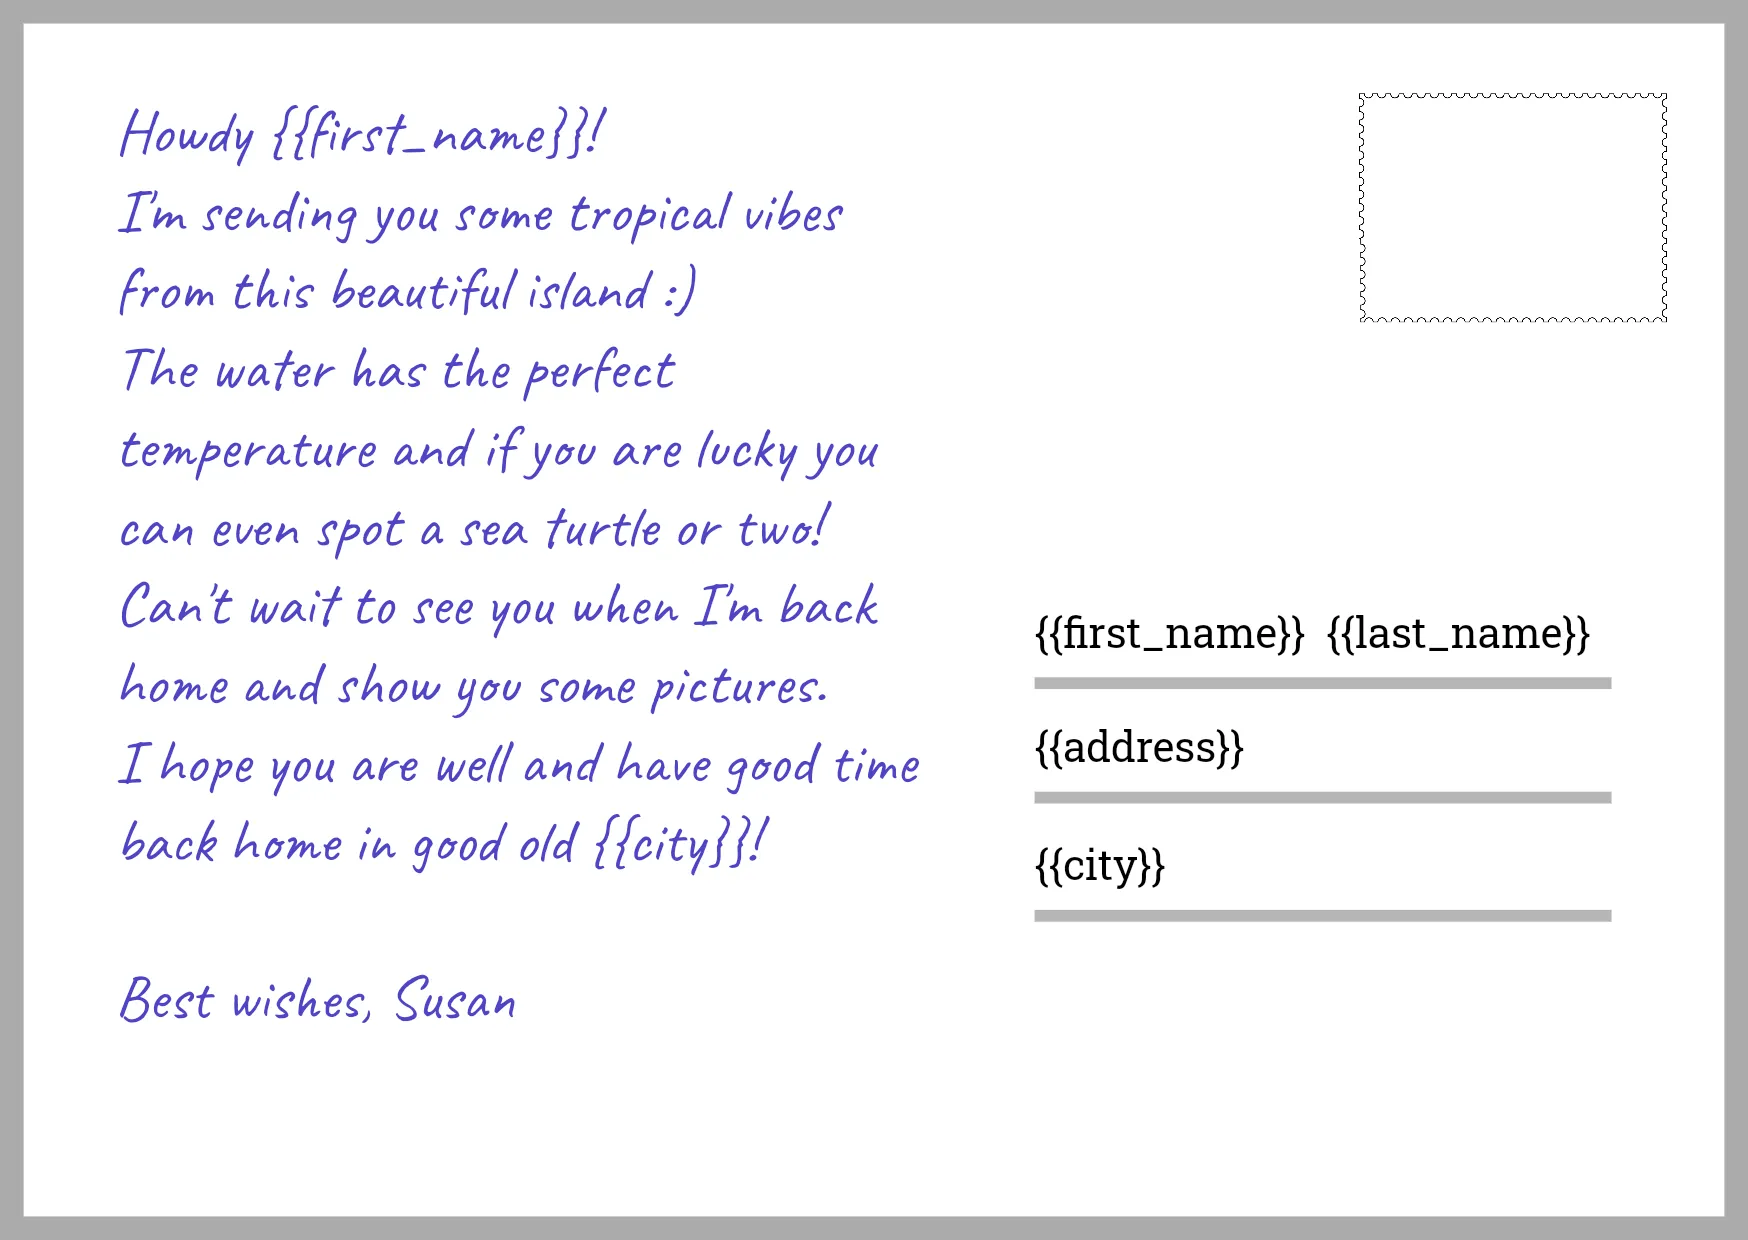 Howdy {{first_name}}!
I'm sending you some tropical vibes
from this beautiful island :)
The water has the perfect
temperature and if you are lucky you
can even spot a sea turtle or two!
Can't wait to see you when I'm back
home and show you some pictures.
I hope you are well and have good time
back home in good old {{city}}!
Best wishes, Susan
{{first_name}} {{last_name}}
{{address}}
{{city}}